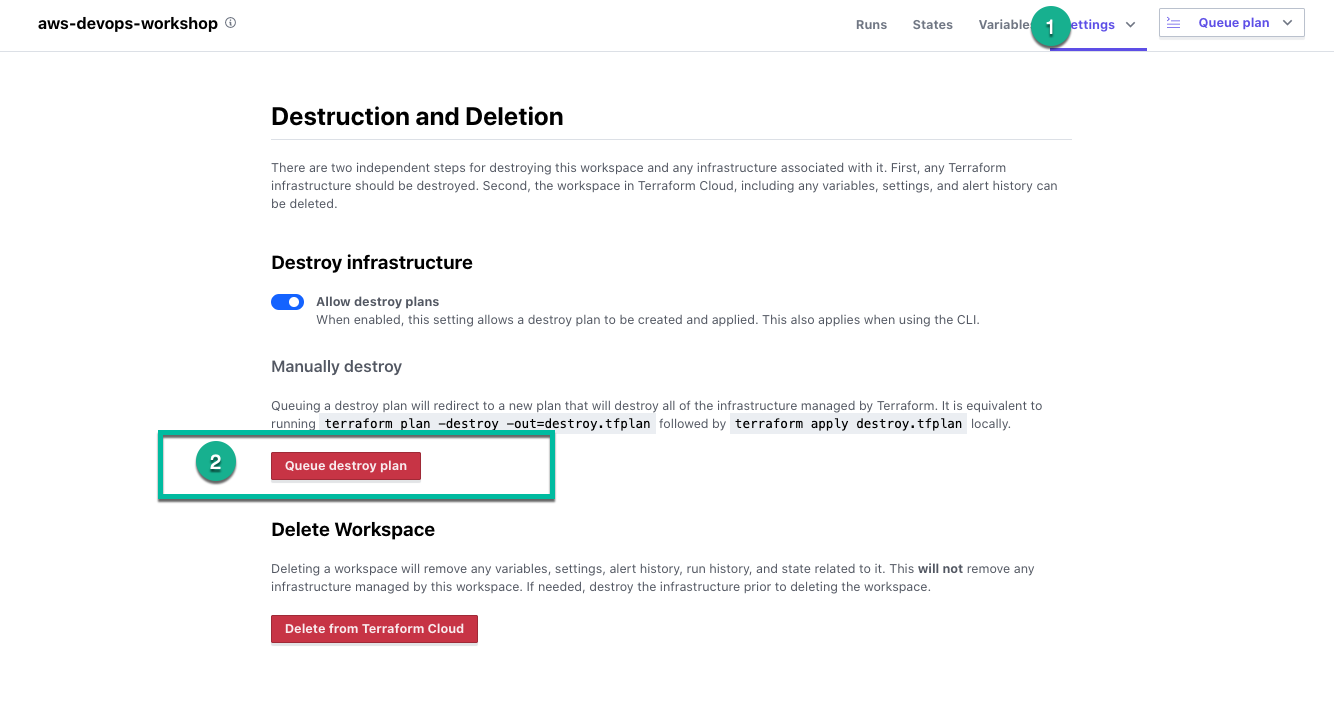 aws-devops-workshop
Runs States Variables 1 ettings Queue plan
Destruction and Deletion
There are two independent steps for destroying this workspace and any infrastructure associated with it. First, any Terraform
infrastructure should be destroyed. Second, the workspace in Terraform Cloud, including any variables, settings, and alert history can
be deleted.
Destroy infrastructure
Allow destroy plans
When enabled, this setting allows a destroy plan to be created and applied. This also applies when using the CLI.
Manually destroy
Queuing a destroy plan will redirect to a new plan that will destroy all of the infrastructure managed by Terraform. It is equivalent to
running terraform plan -destroy -out=destroy.tfplan followed by terraform apply destroy.tfplan locally.
2 Queue destroy plan
Delete Workspace
Deleting a workspace will remove any variables, settings, alert history, run history, and state related to it. This will not remove any
infrastructure managed by this workspace. If needed, destroy the infrastructure prior to deleting the workspace.
Delete from Terraform Cloud